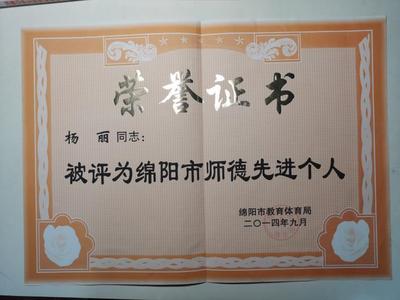 荣誉证书
杨 丽 同志：
被评为绵阳市师德先进个人
绵阳市教育体育局
二〇一四年九月